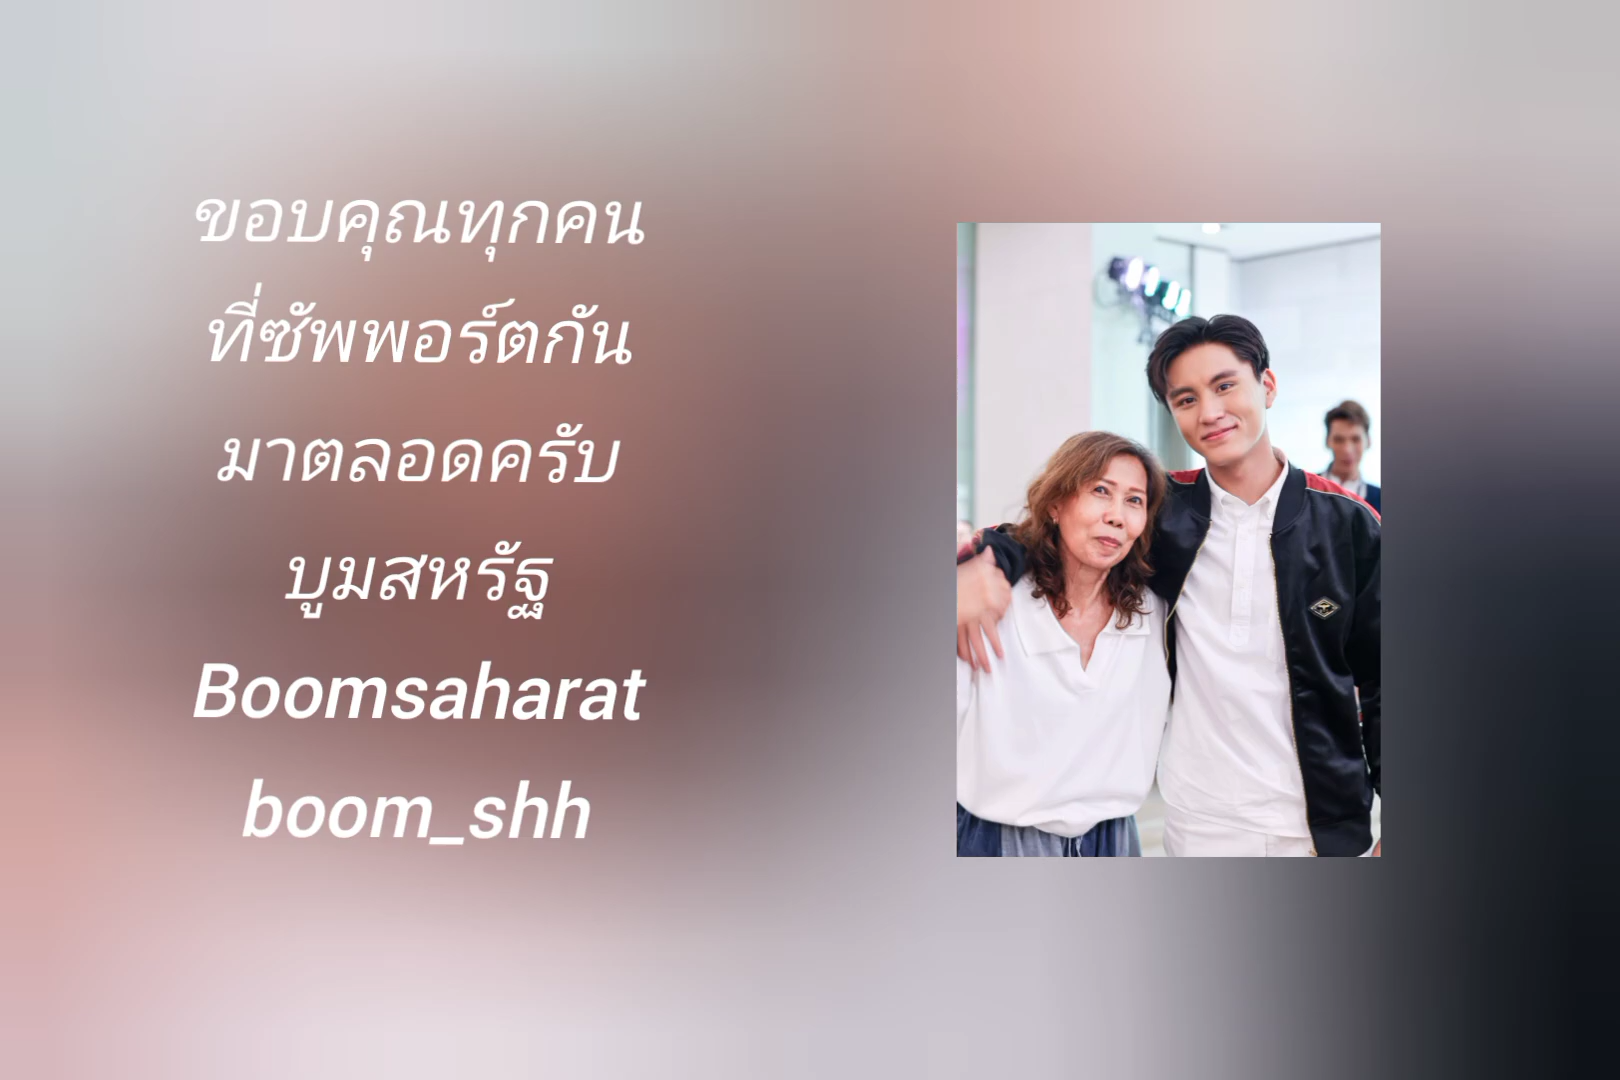 ขอบคุณทุกคน
ที่ซัพพอร์ตกัน
มาตลอดครับ
บูมสหรัฐ
Boomsaharat
boom_shh